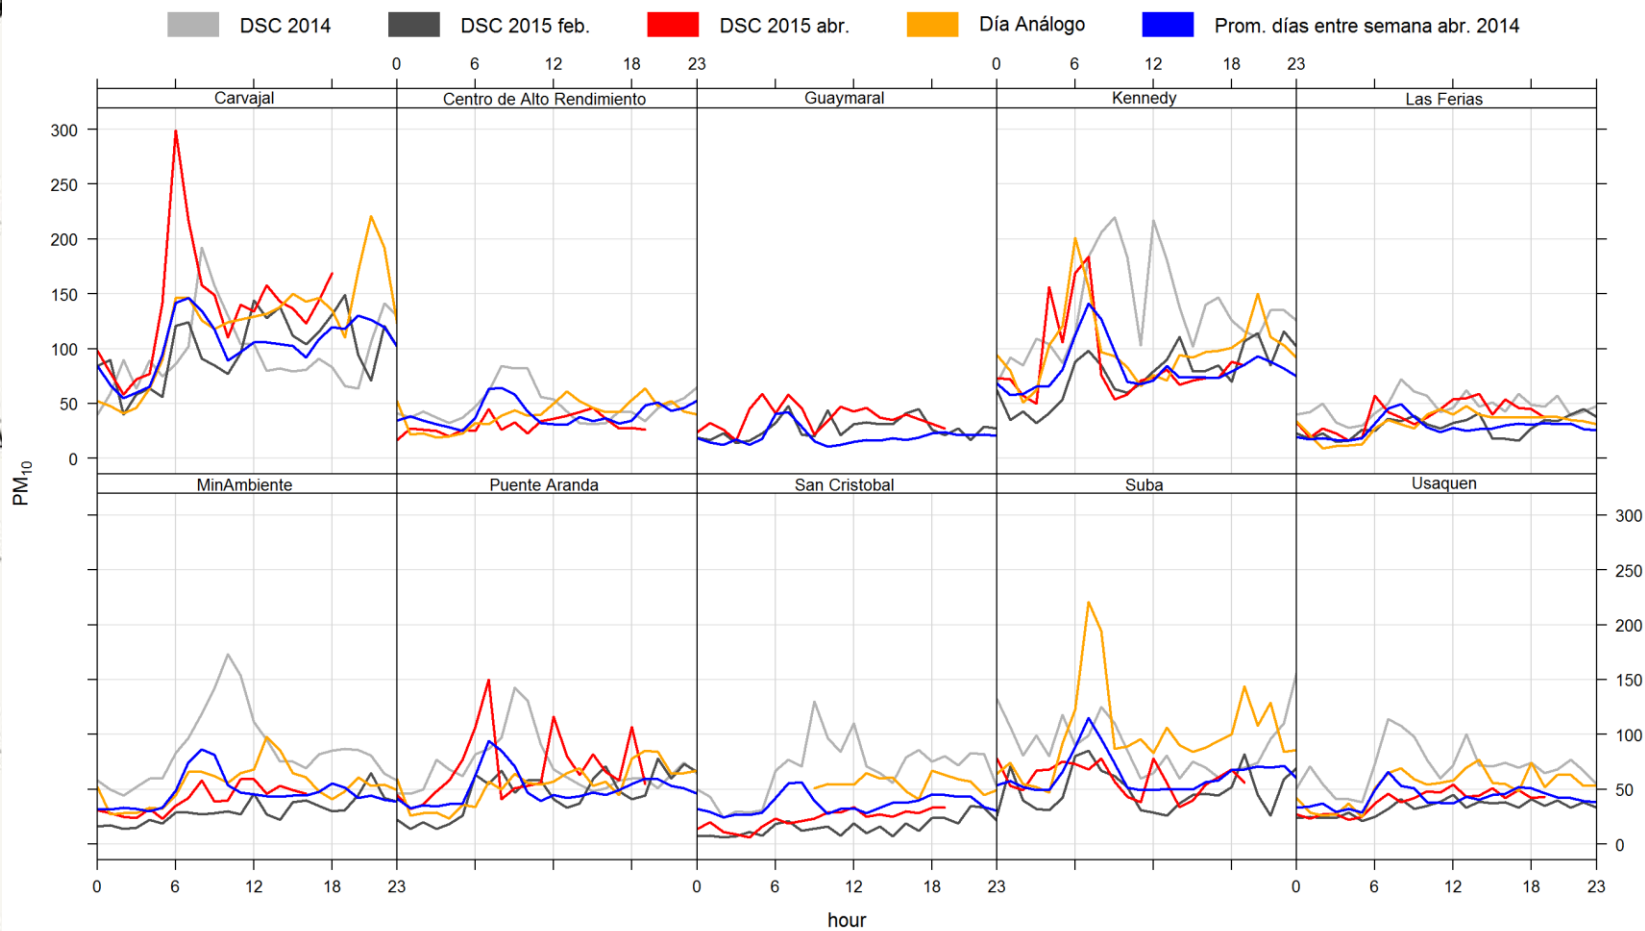 DSC 2014 DSC 2015 feb. DSC 2015 abr. Día Análogo Prom. días entre semana abr. 2014
0 6 12 18 23 0 6 12 18 23
Carvajal Centro de Alto Rendimiento Guaymaral Kennedy Las Ferias
300
250
200
150
100
50
0
PM10
MinAmbiente Puente Aranda San Cristobal Suba Usaquen
300
250
200
150
100
50
0
0 6 12 18 23 0 6 12 18 23 0 6 12 18 23
hour